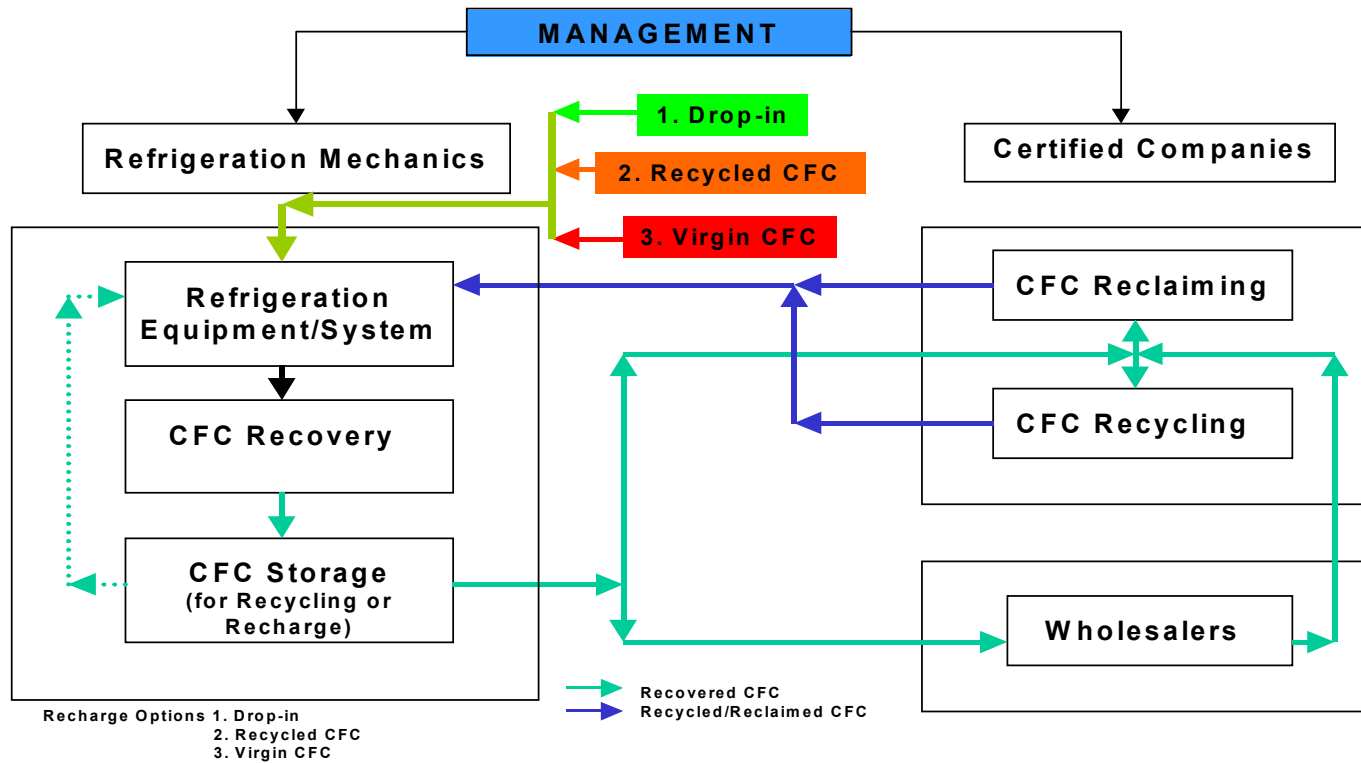 MANAGEMENT
1. Drop-in
Refrigeration Mechanics
Certified Companies
2. Recycled CFC
3. Virgin CFC
Refrigeration
Equipment/System
CFC Reclaiming
CFC Recovery
CFC Recycling
CFC Storage
(for Recycling or
Recharge)
Wholesalers
Recovered CFC
Recycled/Reclaimed CFC
Recharge Options 1. Drop-in
2. Recycled CFC
3. Virgin CFC